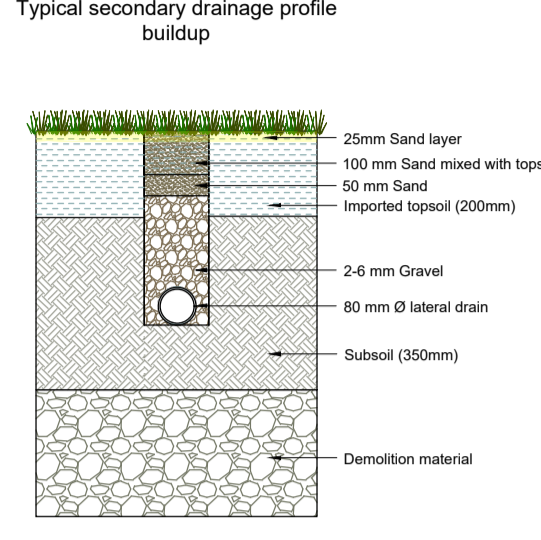 Typical secondary drainage profile
buildup
25mm Sand layer
100 mm Sand mixed with tops
50 mm Sand
Imported topsoil (200mm)
2-6 mm Gravel
80 mm Ø lateral drain
Subsoil (350mm)
Demolition material